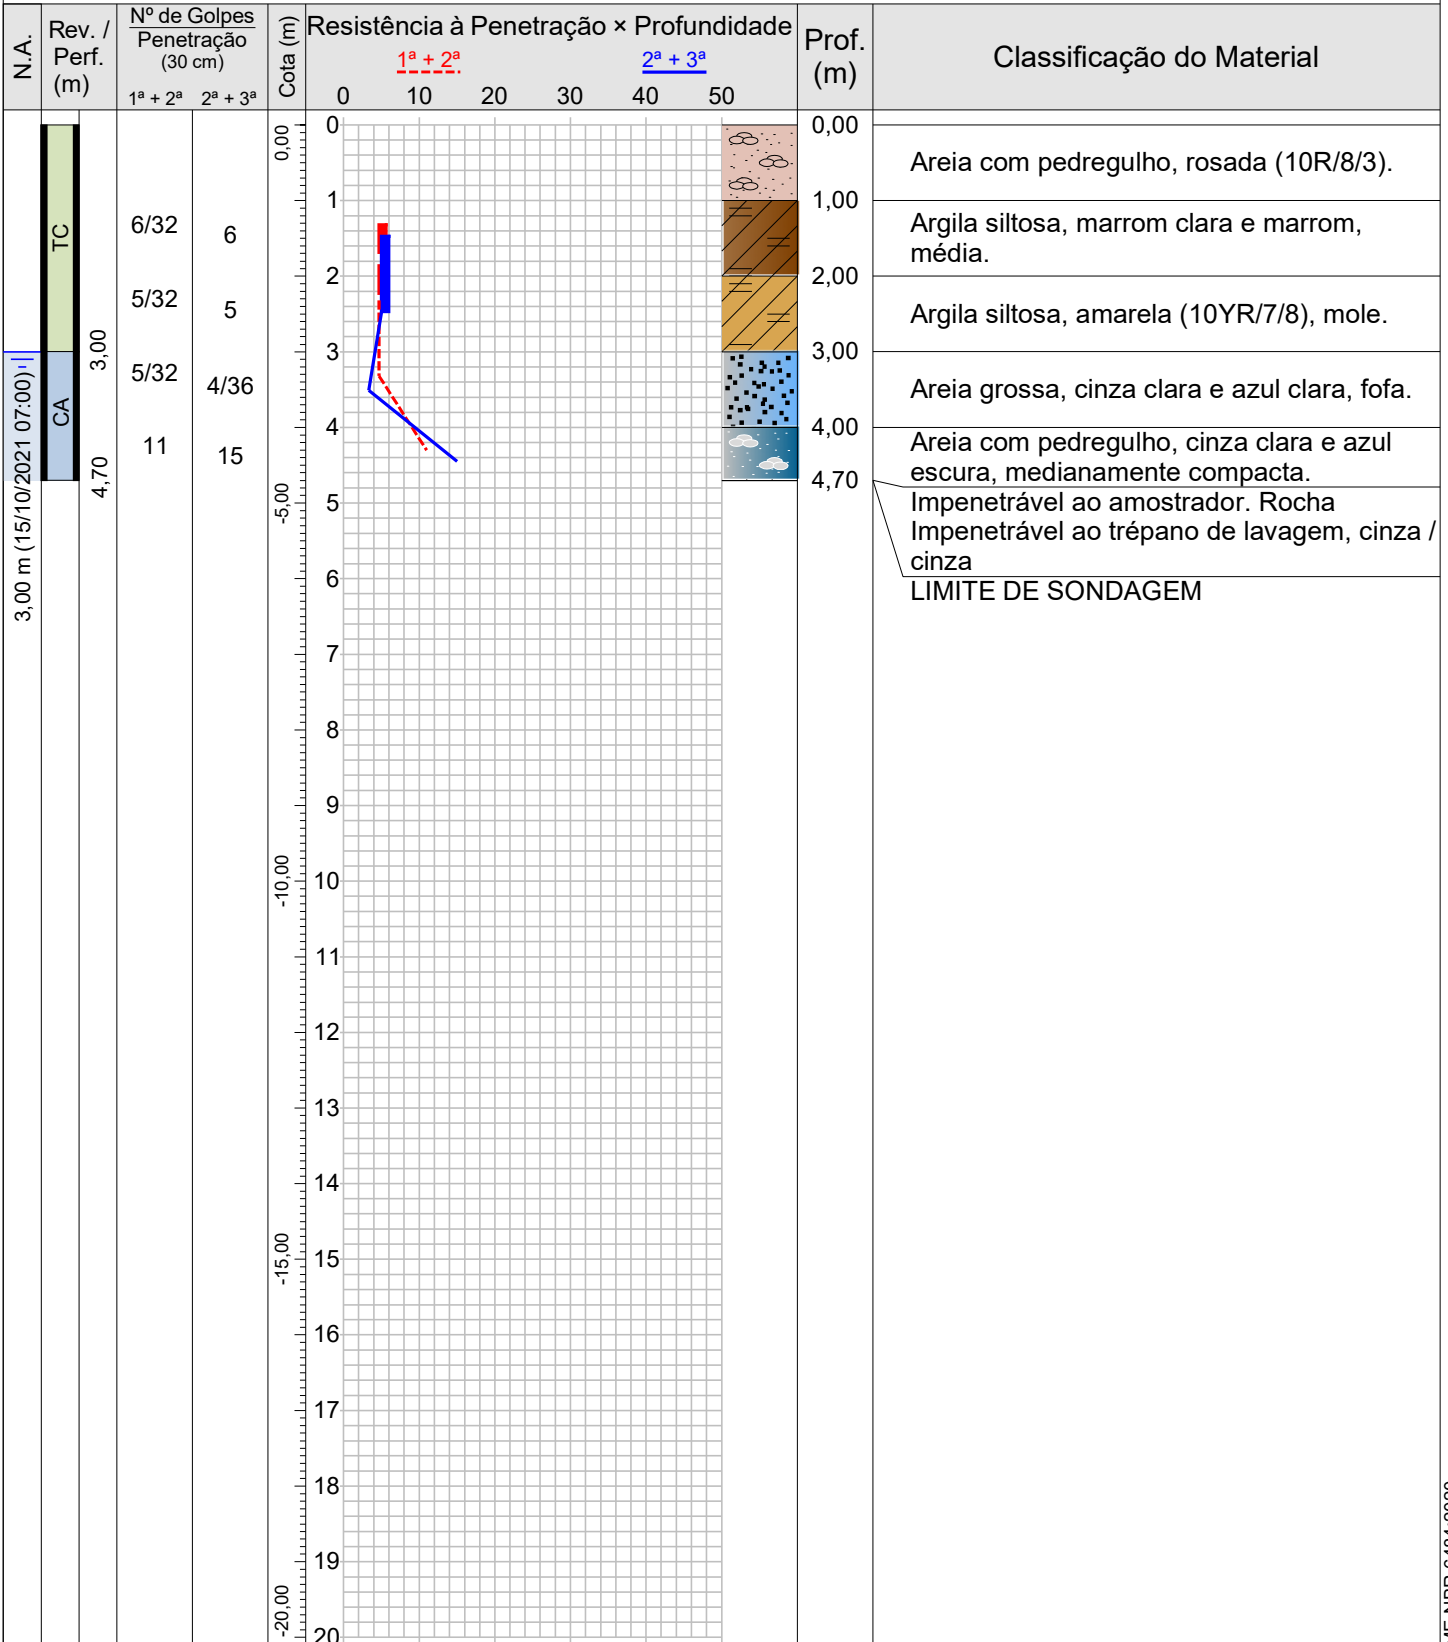 N.A.
Rev. /
Perf.
(m)
Nº de Golpes
Penetração
(30 cm)
1ª + 2ª 2ª + 3ª
Cota (m)
Resistência à Penetração × Profundidade
1ª + 2ª 2ª + 3ª
0 10 20 30 40 50
Prof.
(m)
Classificação do Material
3,00 m (15/10/2021 07:00)
TC
CA
3,00
4,70
6/32 6
5/32 5
5/32 4/36
11 15
0,00
-5,00
-10,00
-15,00
-20,00
0
1
2
3
4
5
6
7
8
9
10
11
12
13
14
15
16
17
18
19
20
0,00
Areia com pedregulho, rosada (10R/8/3).
1,00
Argila siltosa, marrom clara e marrom,
média.
2,00
Argila siltosa, amarela (10YR/7/8), mole.
3,00
Areia grossa, cinza clara e azul clara, fofa.
4,00
Areia com pedregulho, cinza clara e azul
escura, medianamente compacta.
4,70
Impenetrável ao amostrador. Rocha
Impenetrável ao trépano de lavagem, cinza /
cinza
LIMITE DE SONDAGEM